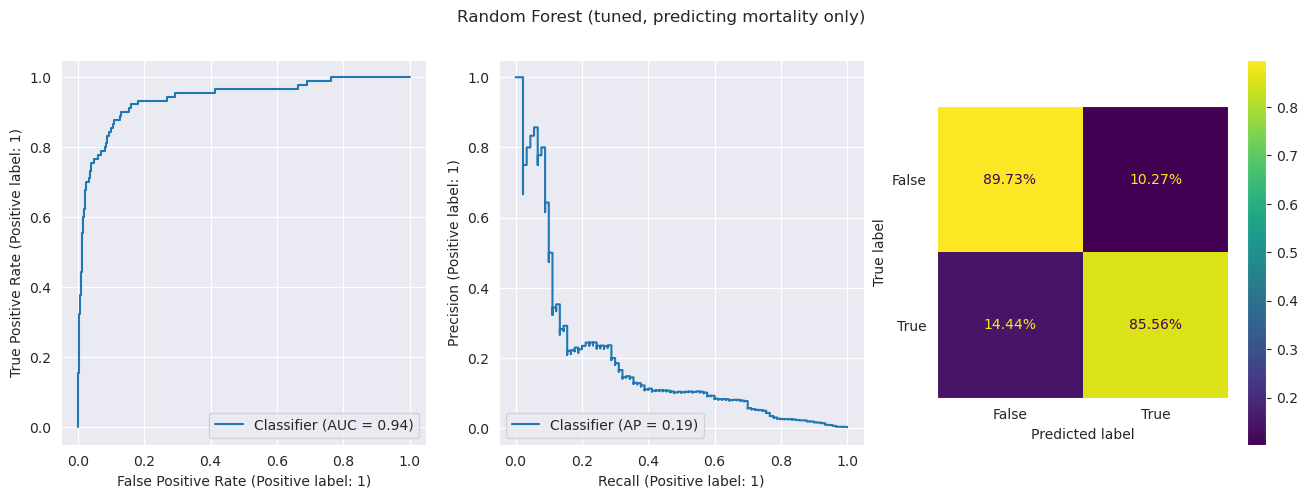 Random Forest (tuned, predicting mortality only)
True Positive Rate (Positive label: 1)
1.0
0.8
0.6
0.4
0.2
0.0
Classifier (AUC = 0.94)
0.0 0.2 0.4 0.6 0.8 1.0
False Positive Rate (Positive label: 1)
Precision (Positive label: 1)
1.0
0.8
0.6
0.4
0.2
0.0
Classifier (AP = 0.19)
0.0 0.2 0.4 0.6 0.8 1.0
Recall (Positive label: 1)
True label
False
True
89.73% 10.27%
14.44% 85.56%
False True
Predicted label
0.8
0.7
0.6
0.5
0.4
0.3
0.2